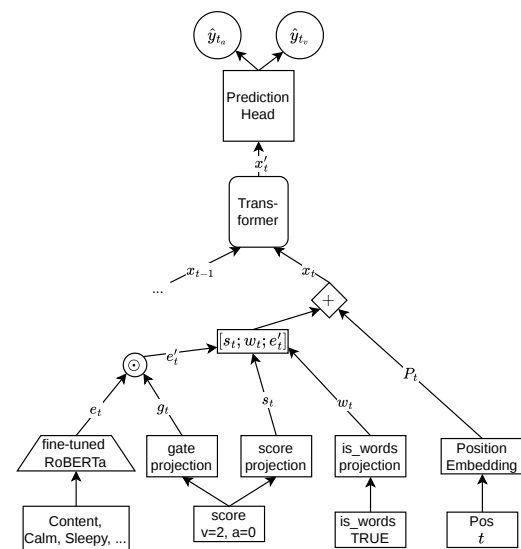 ŷ_{t_a} ŷ_{t_v}
Prediction
Head
x'_t
Trans-
former
x_{t−1} x_t
...
+
[s_t; w_t; e'_t]
e'_t
⊙
P_t
e_t g_t s_t w_t
fine-tuned
RoBERTa
gate
projection
score
projection
is_words
projection
Position
Embedding
Content,
Calm, Sleepy, ...
score
v=2, a=0
is_words
TRUE
Pos
t